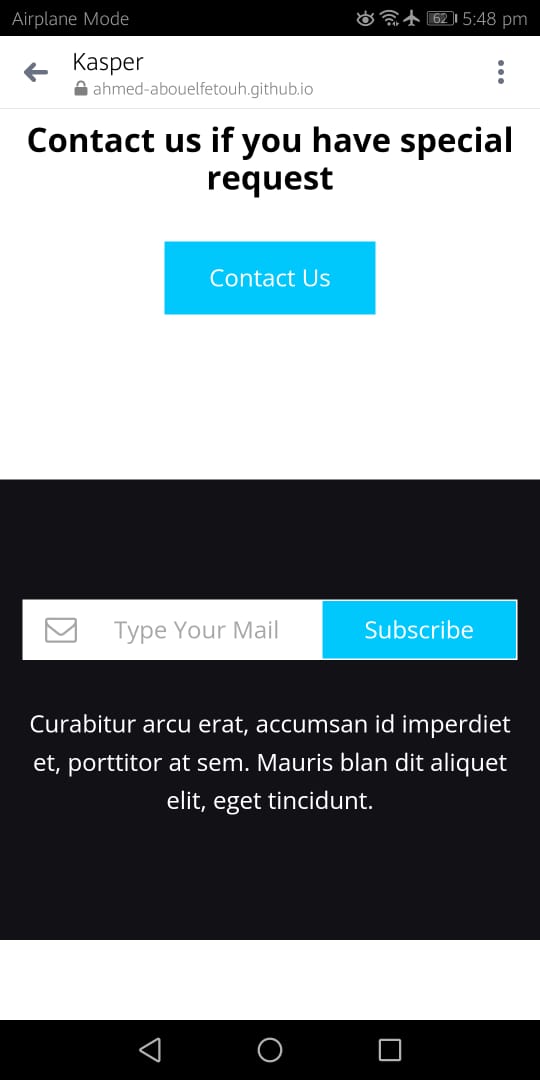 Airplane Mode 62 5:48 pm
Kasper
ahmed-abouelfetouh.github.io
Contact us if you have special
request
Contact Us
Type Your Mail Subscribe
Curabitur arcu erat, accumsan id imperdiet
et, porttitor at sem. Mauris blan dit aliquet
elit, eget tincidunt.